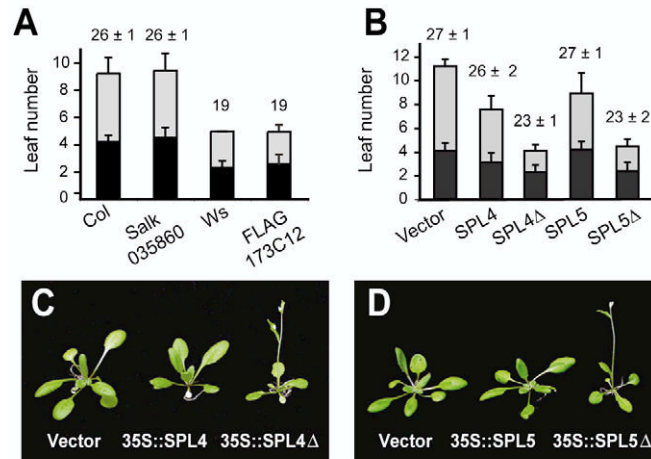 A
26 ± 1 26 ± 1
19 19
Leaf number
10
8
6
4
2
0
Col
Salk 035860
Ws
FLAG 173C12
B
27 ± 1
26 ± 2
23 ± 1
27 ± 1
23 ± 2
Leaf number
12
10
8
6
4
2
0
Vector
SPL4
SPL4Δ
SPL5
SPL5Δ
C
Vector 35S::SPL4 35S::SPL4Δ
D
Vector 35S::SPL5 35S::SPL5Δ